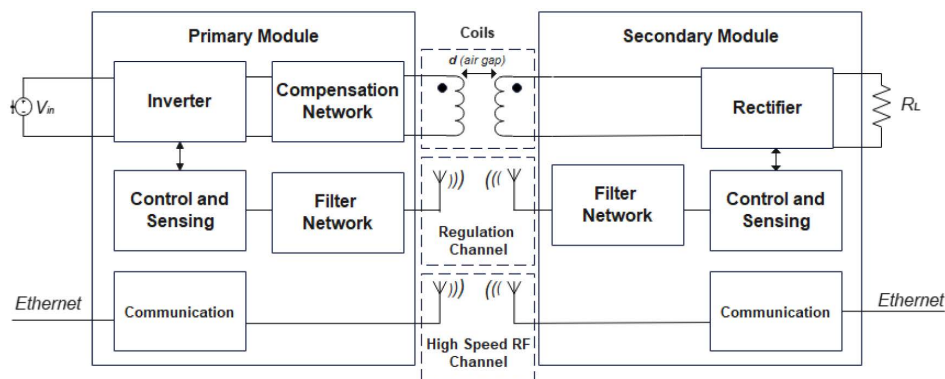 Primary Module
Coils
Secondary Module
d (air gap)
Vin
Inverter
Compensation
Network
Rectifier
RL
Control and
Sensing
Filter
Network
Regulation
Channel
Filter
Network
Control and
Sensing
Ethernet
Communication
High Speed RF
Channel
Communication
Ethernet